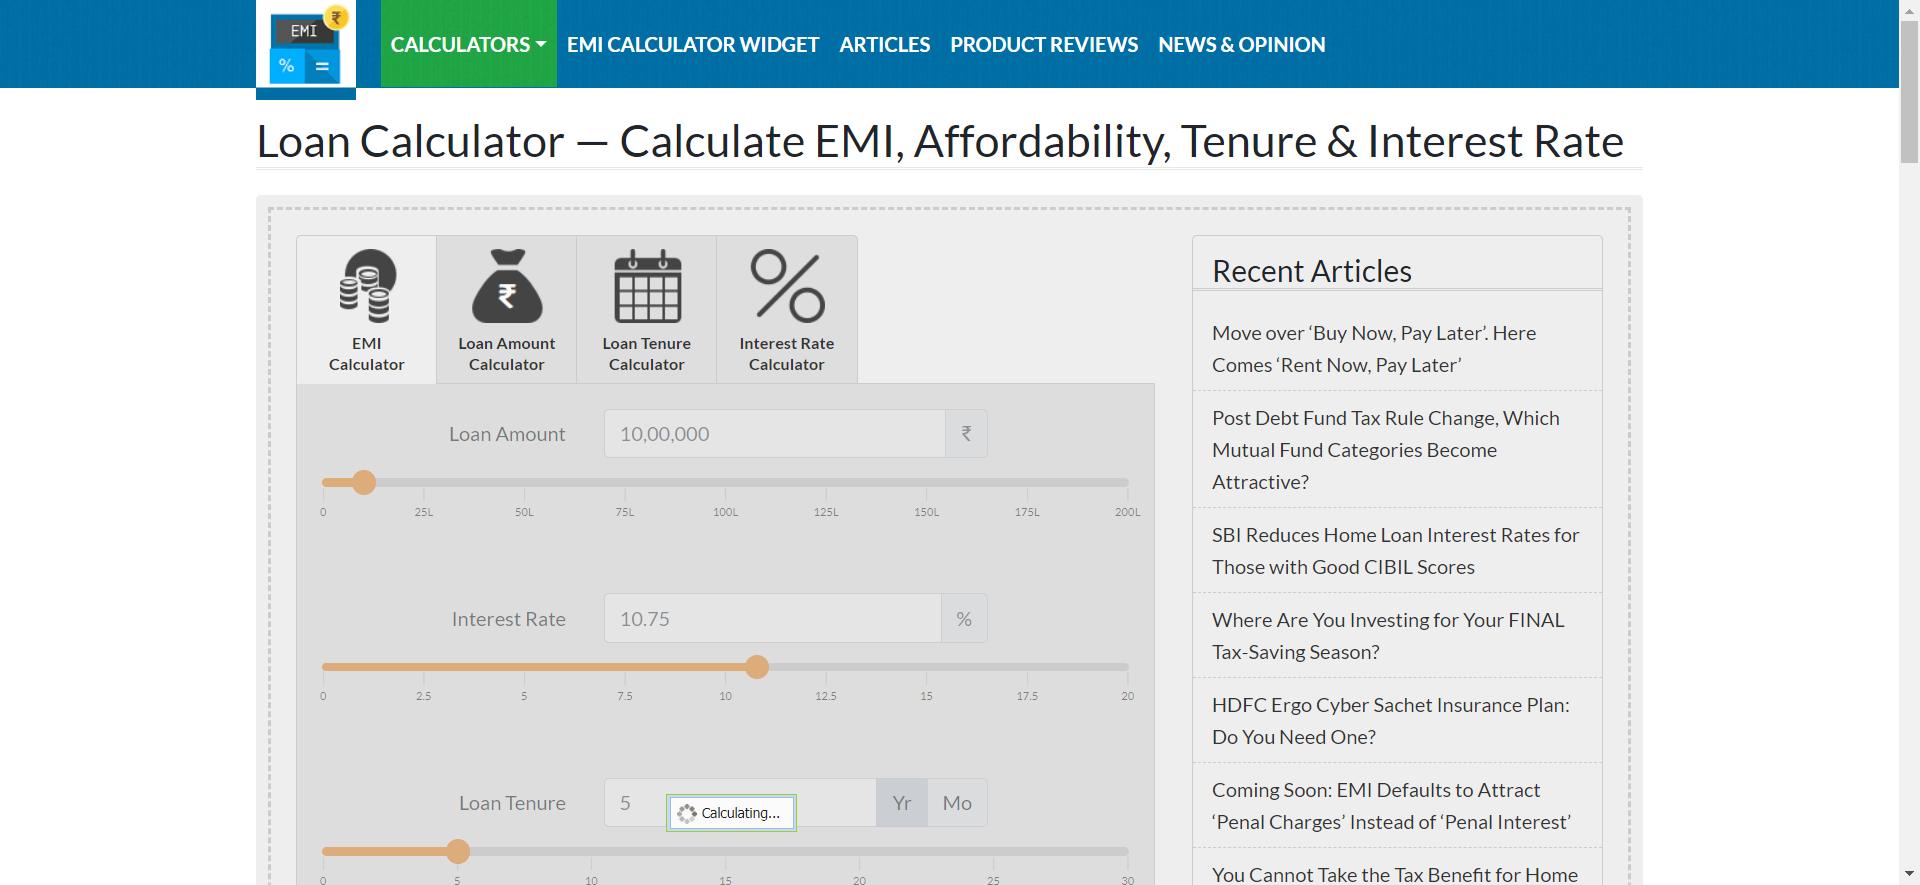 EMI
₹
%
=
CALCULATORS
EMI CALCULATOR WIDGET
ARTICLES
PRODUCT REVIEWS
NEWS & OPINION
Loan Calculator — Calculate EMI, Affordability, Tenure & Interest Rate
EMI
Calculator
₹
Loan Amount
Calculator
Loan Tenure
Calculator
Interest Rate
Calculator
Loan Amount
10,00,000
₹
0 25L 50L 75L 100L 125L 150L 175L 200L
Interest Rate
10.75
%
0 2.5 5 7.5 10 12.5 15 17.5 20
Loan Tenure
5
Yr
Mo
Calculating...
0 5 10 15 20 25 30
Recent Articles
Move over ‘Buy Now, Pay Later’. Here
Comes ‘Rent Now, Pay Later’
Post Debt Fund Tax Rule Change, Which
Mutual Fund Categories Become
Attractive?
SBI Reduces Home Loan Interest Rates for
Those with Good CIBIL Scores
Where Are You Investing for Your FINAL
Tax-Saving Season?
HDFC Ergo Cyber Sachet Insurance Plan:
Do You Need One?
Coming Soon: EMI Defaults to Attract
‘Penal Charges’ Instead of ‘Penal Interest’
You Cannot Take the Tax Benefit for Home